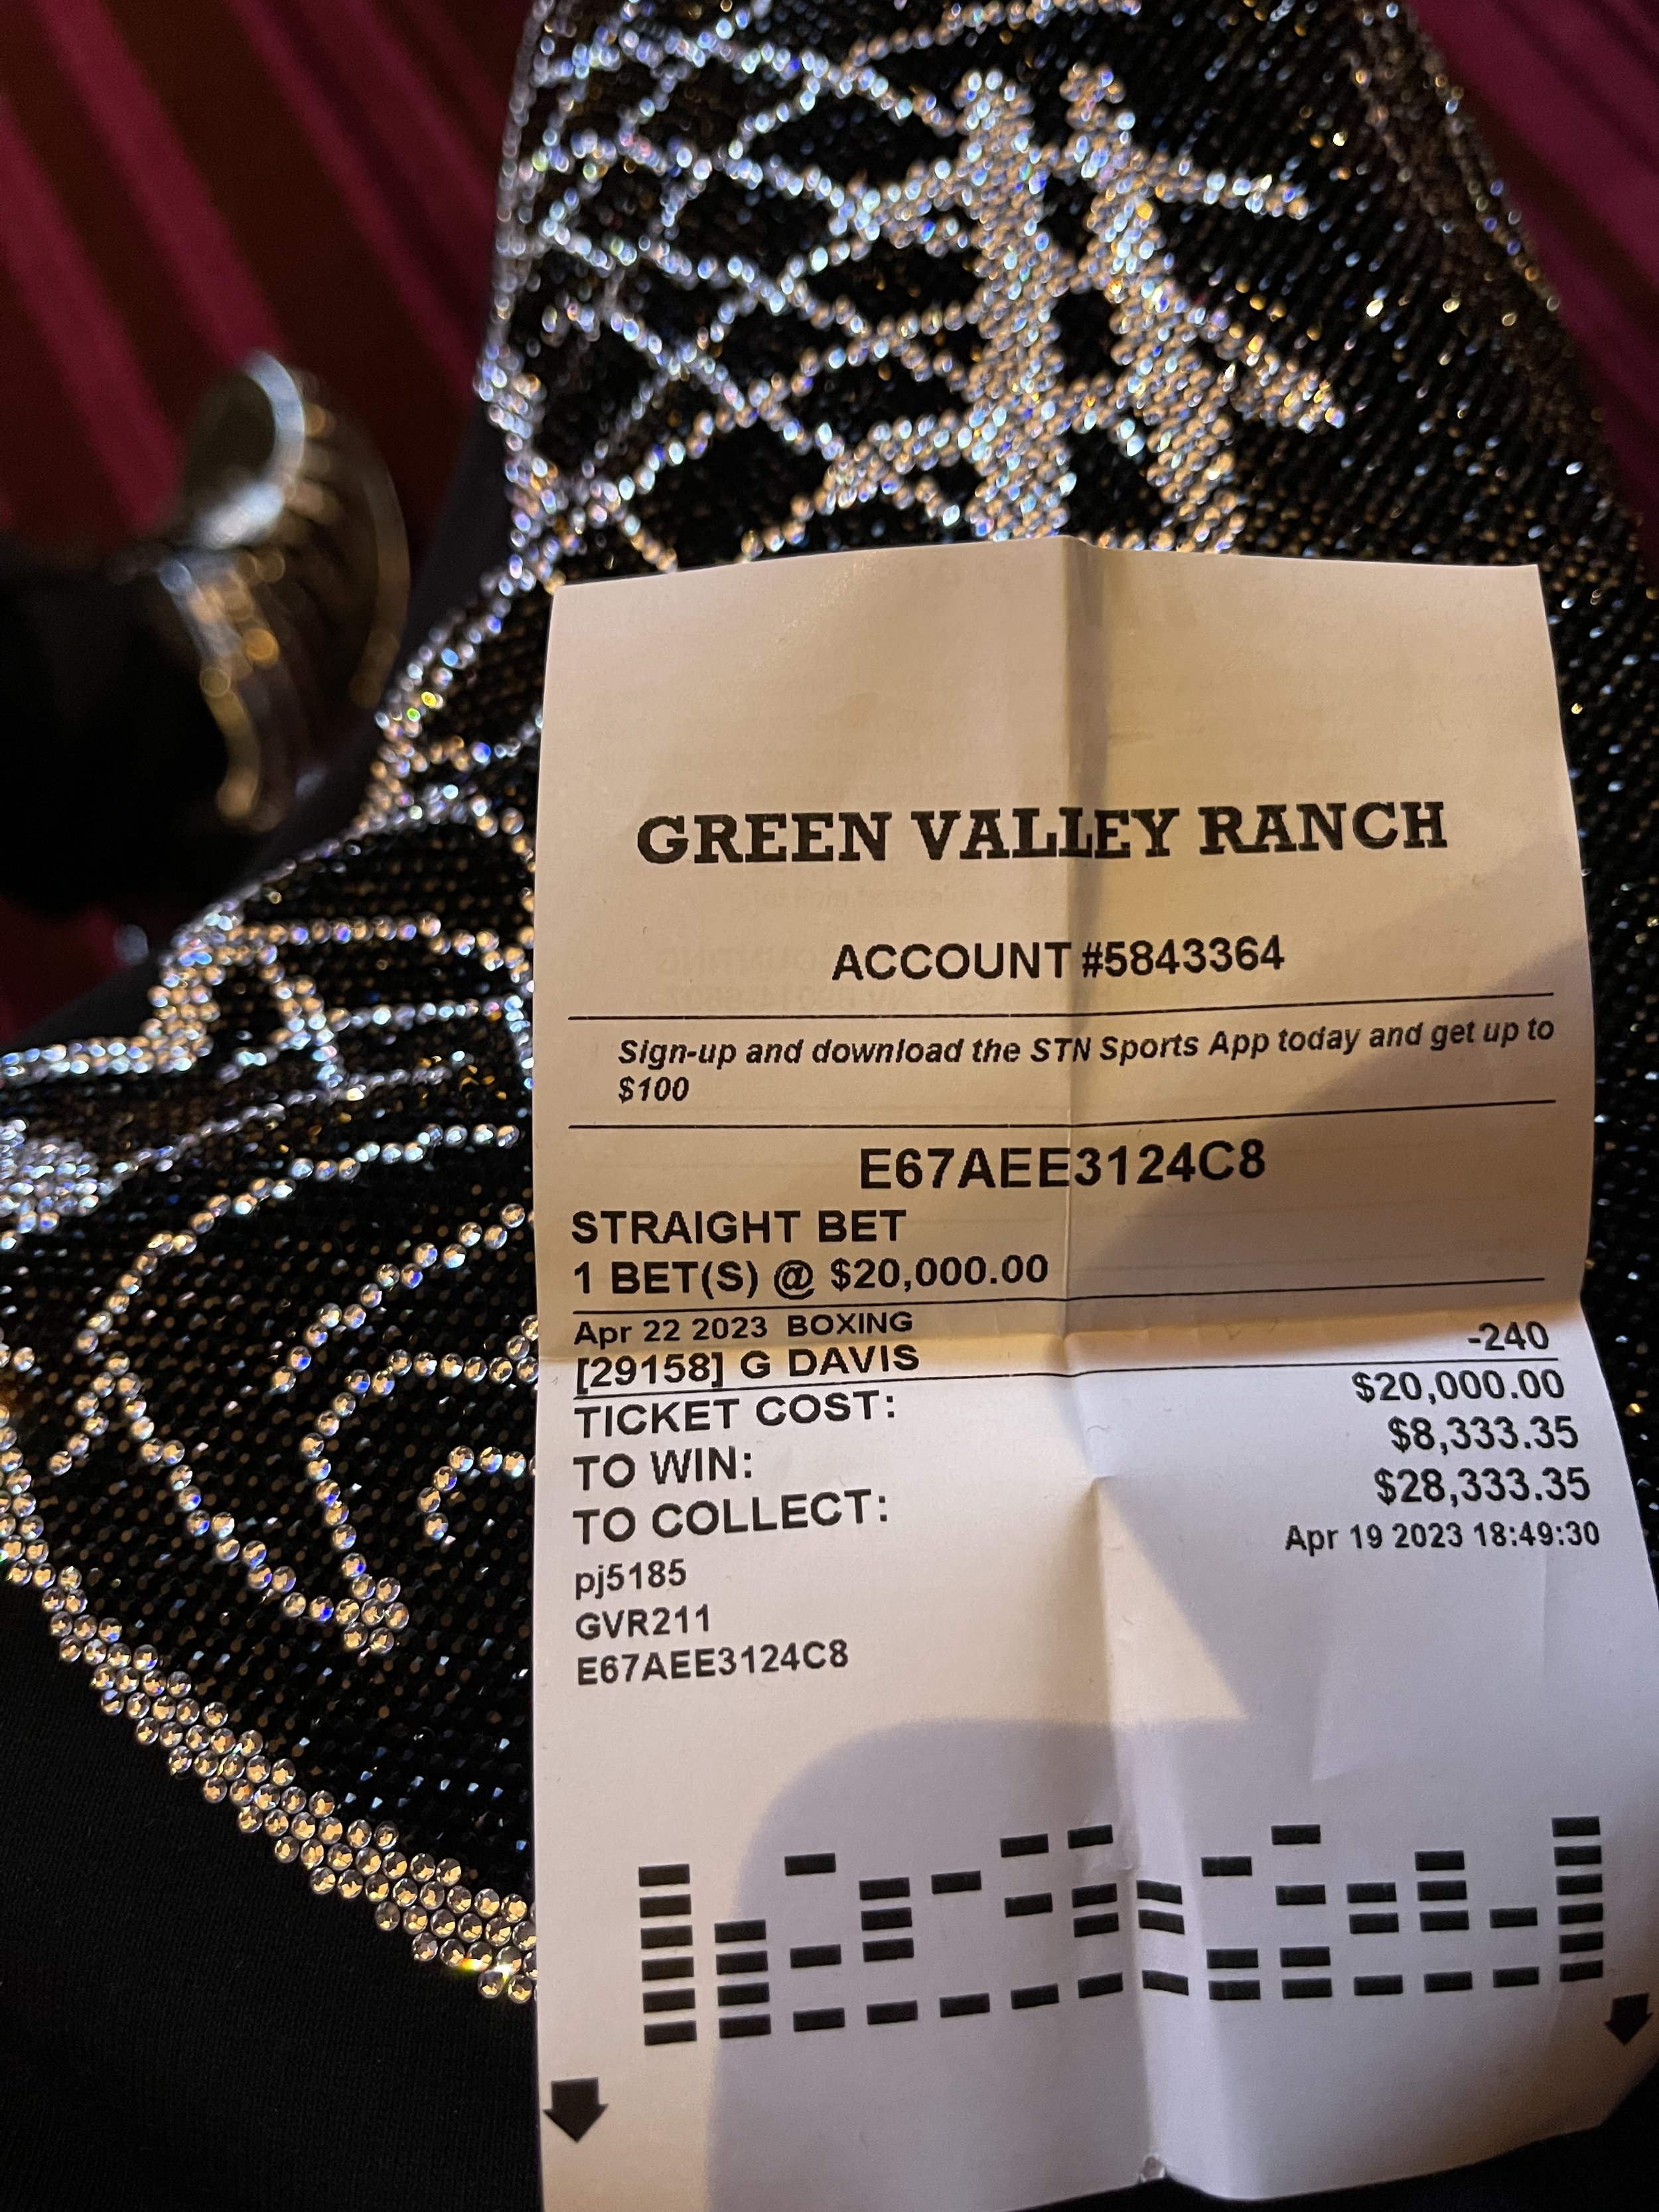 GREEN VALLEY RANCH
ACCOUNT #5843364
Sign-up and download the STN Sports App today and get up to
$100
E67AEE3124C8
STRAIGHT BET
1 BET(S) @ $20,000.00
Apr 22 2023 BOXING
[29158] G DAVIS -240
TICKET COST: $20,000.00
TO WIN: $8,333.35
TO COLLECT: $28,333.35
pj5185 Apr 19 2023 18:49:30
GVR211
E67AEE3124C8